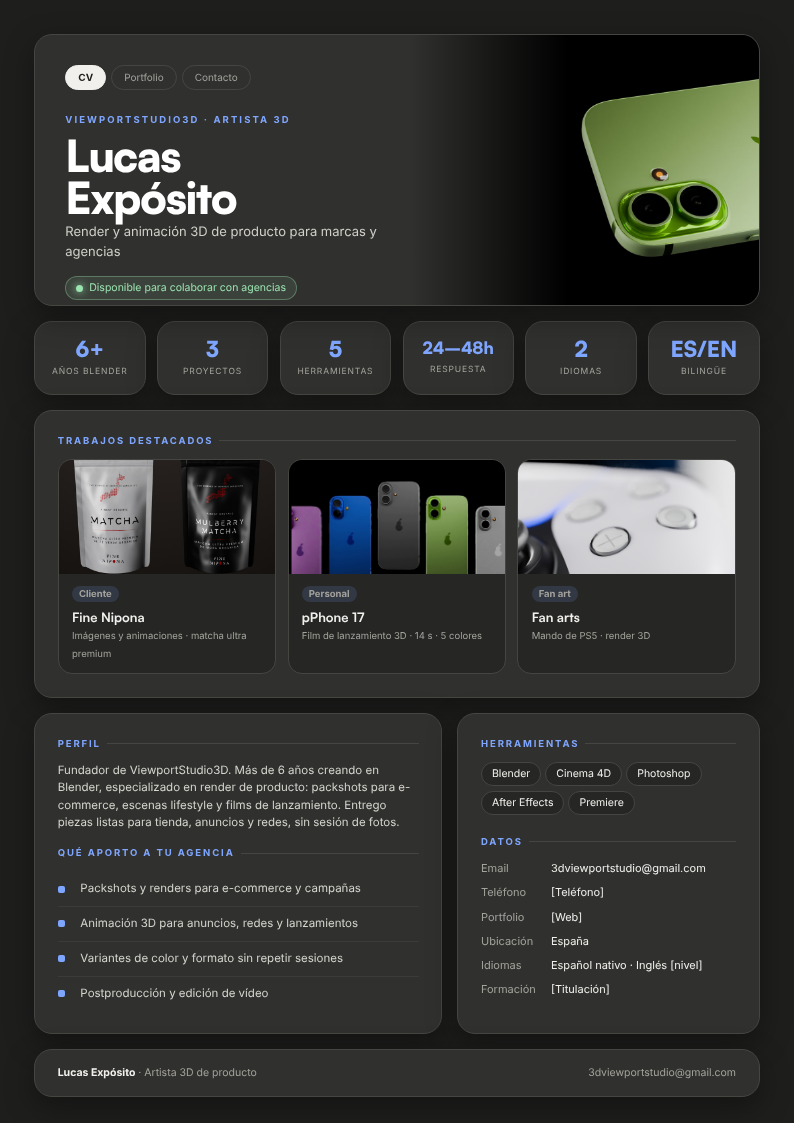 CV
Portfolio
Contacto
VIEWPORTSTUDIO3D · ARTISTA 3D
Lucas
Expósito
Render y animación 3D de producto para marcas y
agencias
Disponible para colaborar con agencias
6+
AÑOS BLENDER
3
PROYECTOS
5
HERRAMIENTAS
24—48h
RESPUESTA
2
IDIOMAS
ES/EN
BILINGÜE
TRABAJOS DESTACADOS
MATCHA
FINE
NIPONA
MULBERRY
MATCHA
FINE
NIPONA
Cliente
Fine Nipona
Imágenes y animaciones · matcha ultra
premium
Personal
pPhone 17
Film de lanzamiento 3D · 14 s · 5 colores
Fan art
Fan arts
Mando de PS5 · render 3D
PERFIL
Fundador de ViewportStudio3D. Más de 6 años creando en
Blender, especializado en render de producto: packshots para e-
commerce, escenas lifestyle y films de lanzamiento. Entrego
piezas listas para tienda, anuncios y redes, sin sesión de fotos.
QUÉ APORTO A TU AGENCIA
Packshots y renders para e-commerce y campañas
Animación 3D para anuncios, redes y lanzamientos
Variantes de color y formato sin repetir sesiones
Postproducción y edición de vídeo
HERRAMIENTAS
Blender
Cinema 4D
Photoshop
After Effects
Premiere
DATOS
Email 3dviewportstudio@gmail.com
Teléfono [Teléfono]
Portfolio [Web]
Ubicación España
Idiomas Español nativo · Inglés [nivel]
Formación [Titulación]
Lucas Expósito · Artista 3D de producto
3dviewportstudio@gmail.com